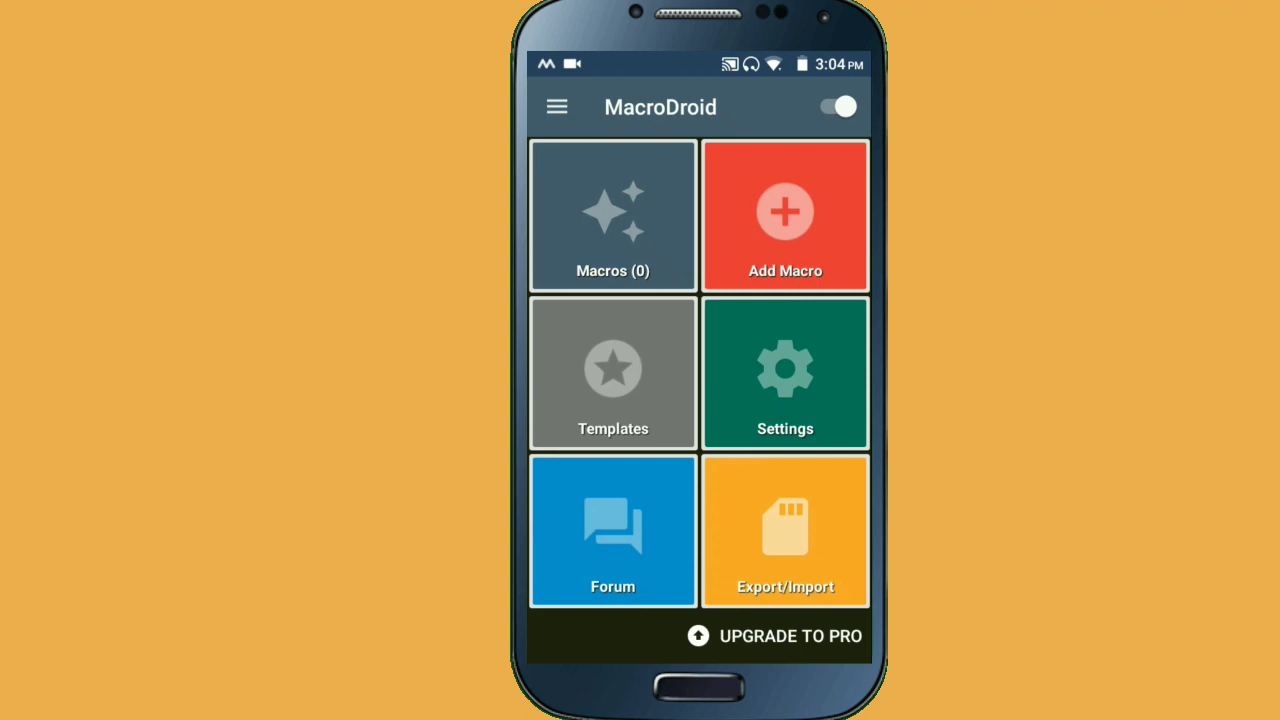 3:04 PM
MacroDroid
Macros (0)
Add Macro
Templates
Settings
Forum
Export/Import
UPGRADE TO PRO